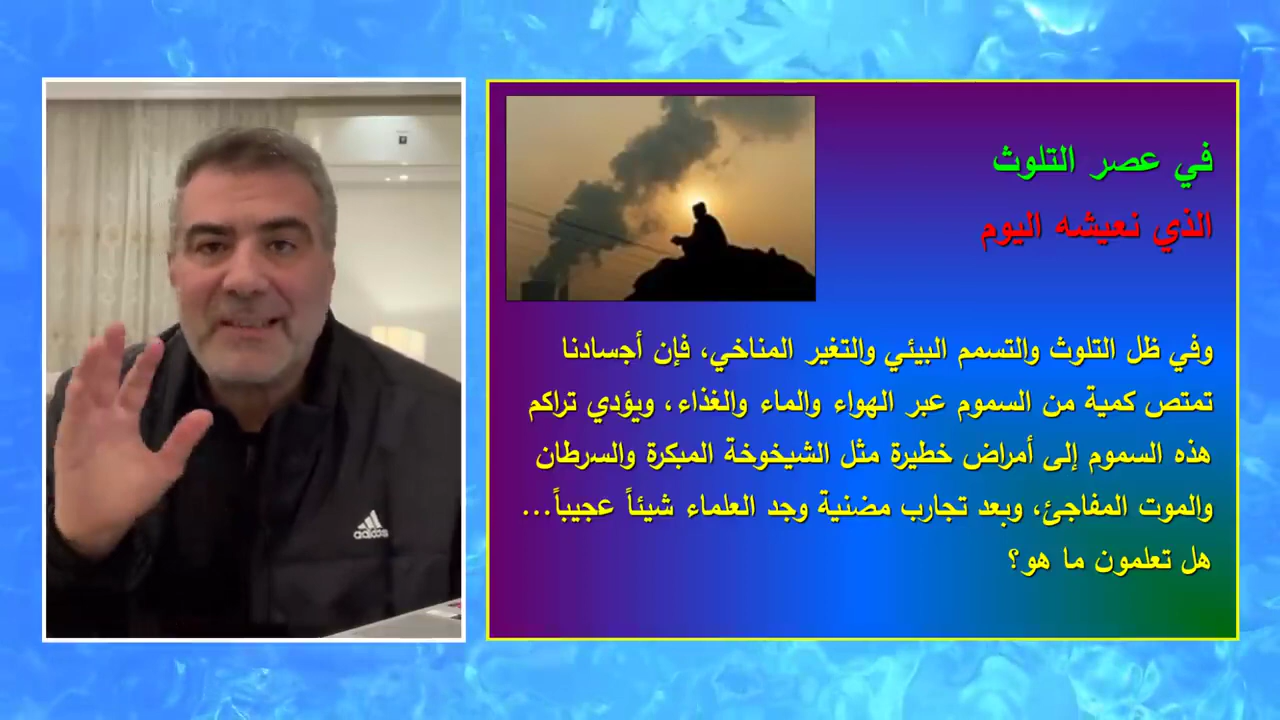 في عصر التلوث
الذي نعيشه اليوم
وفي ظل التلوث والتسمم البيئي والتغير المناخي، فإن أجسادنا
تمتص كمية من السموم عبر الهواء والماء والغذاء، ويؤدي تراكم
هذه السموم إلى أمراض خطيرة مثل الشيخوخة المبكرة والسرطان
والموت المفاجئ، وبعد تجارب مضنية وجد العلماء شيئاً عجيباً...
هل تعلمون ما هو؟
adidas